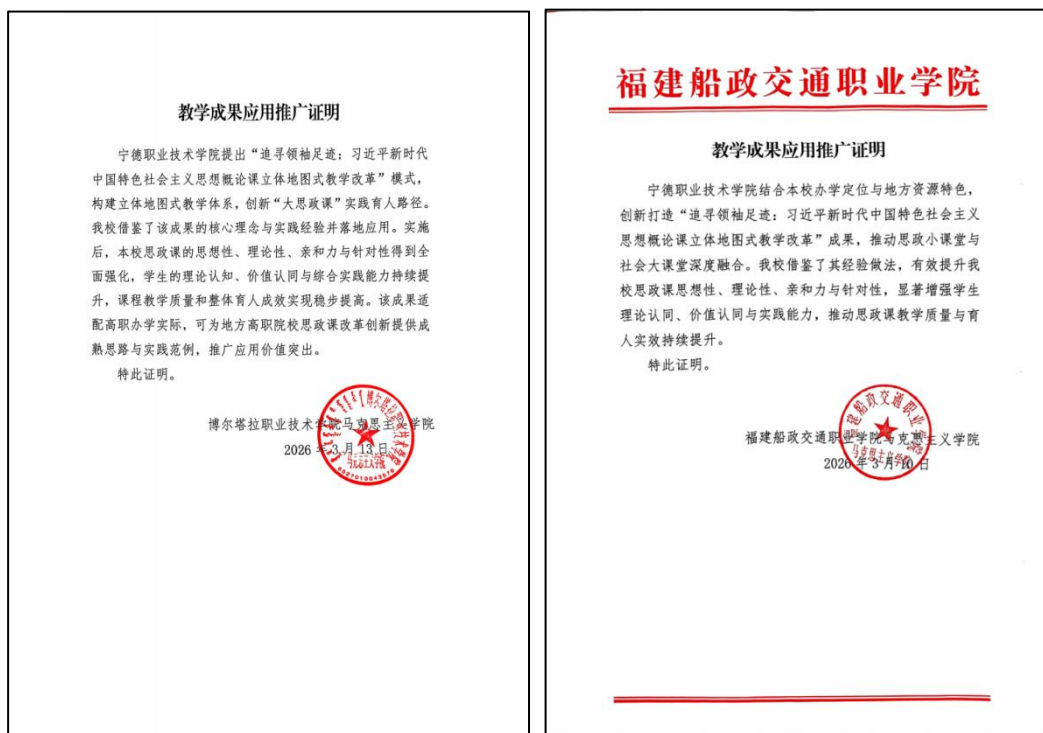 教学成果应用推广证明
宁德职业技术学院提出“追寻领袖足迹：习近平新时代
中国特色社会主义思想概论课立体地图式教学改革”模式，
构建立体地图式教学体系，创新“大思政课”实践育人路径。
我校借鉴了该成果的核心理念与实践经验并落地应用。实施
后，本校思政课的思想性、理论性、亲和力与针对性得到全
面强化，学生的理论认知、价值认同与综合实践能力持续提
升，课程教学质量和整体育人成效实现稳步提高。该成果适
配高职办学实际，可为地方高职院校思政课改革创新提供成
熟思路与实践范例，推广应用价值突出。
特此证明。
博尔塔拉职业技术学院马克思主义学院
2026年3月13日
福建船政交通职业学院
教学成果应用推广证明
宁德职业技术学院结合本校办学定位与地方资源特色，
创新打造“追寻领袖足迹：习近平新时代中国特色社会主义
思想概论课立体地图式教学改革”成果，推动思政小课堂与
社会大课堂深度融合。我校借鉴了其经验做法，有效提升我
校思政课思想性、理论性、亲和力与针对性，显著增强学生
理论认同、价值认同与实践能力，推动思政课教学质量与育
人实效持续提升。
特此证明。
福建船政交通职业学院马克思主义学院
2026年3月10日
福建船政交通职业学院
马克思主义学院